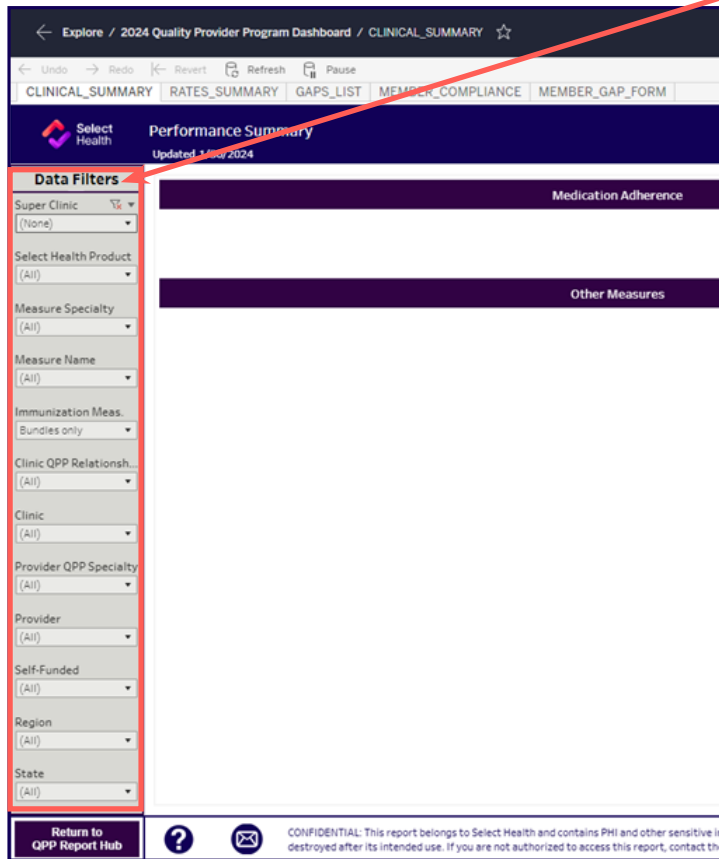 Explore / 2024 Quality Provider Program Dashboard / CLINICAL_SUMMARY
Undo Redo Revert Refresh Pause
CLINICAL_SUMMARY RATES_SUMMARY GAPS_LIST MEMBER_COMPLIANCE MEMBER_GAP_FORM
Select Health
Performance Summary
Updated 1/30/2024
Data Filters
Medication Adherence
Super Clinic
(None)
Select Health Product
(All)
Other Measures
Measure Specialty
(All)
Measure Name
(All)
Immunization Meas.
Bundles only
Clinic QPP Relationsh...
(All)
Clinic
(All)
Provider QPP Specialty
(All)
Provider
(All)
Self-Funded
(All)
Region
(All)
State
(All)
Return to
QPP Report Hub
?
CONFIDENTIAL: This report belongs to Select Health and contains PHI and other sensitive
destroyed after its intended use. If you are not authorized to access this report, contact